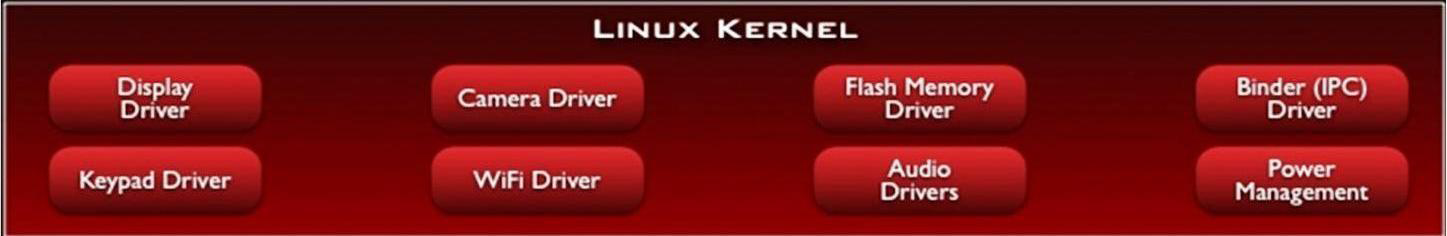 LINUX KERNEL
Display
Driver
Camera Driver
Flash Memory
Driver
Binder (IPC)
Driver
Keypad Driver
WiFi Driver
Audio
Drivers
Power
Management